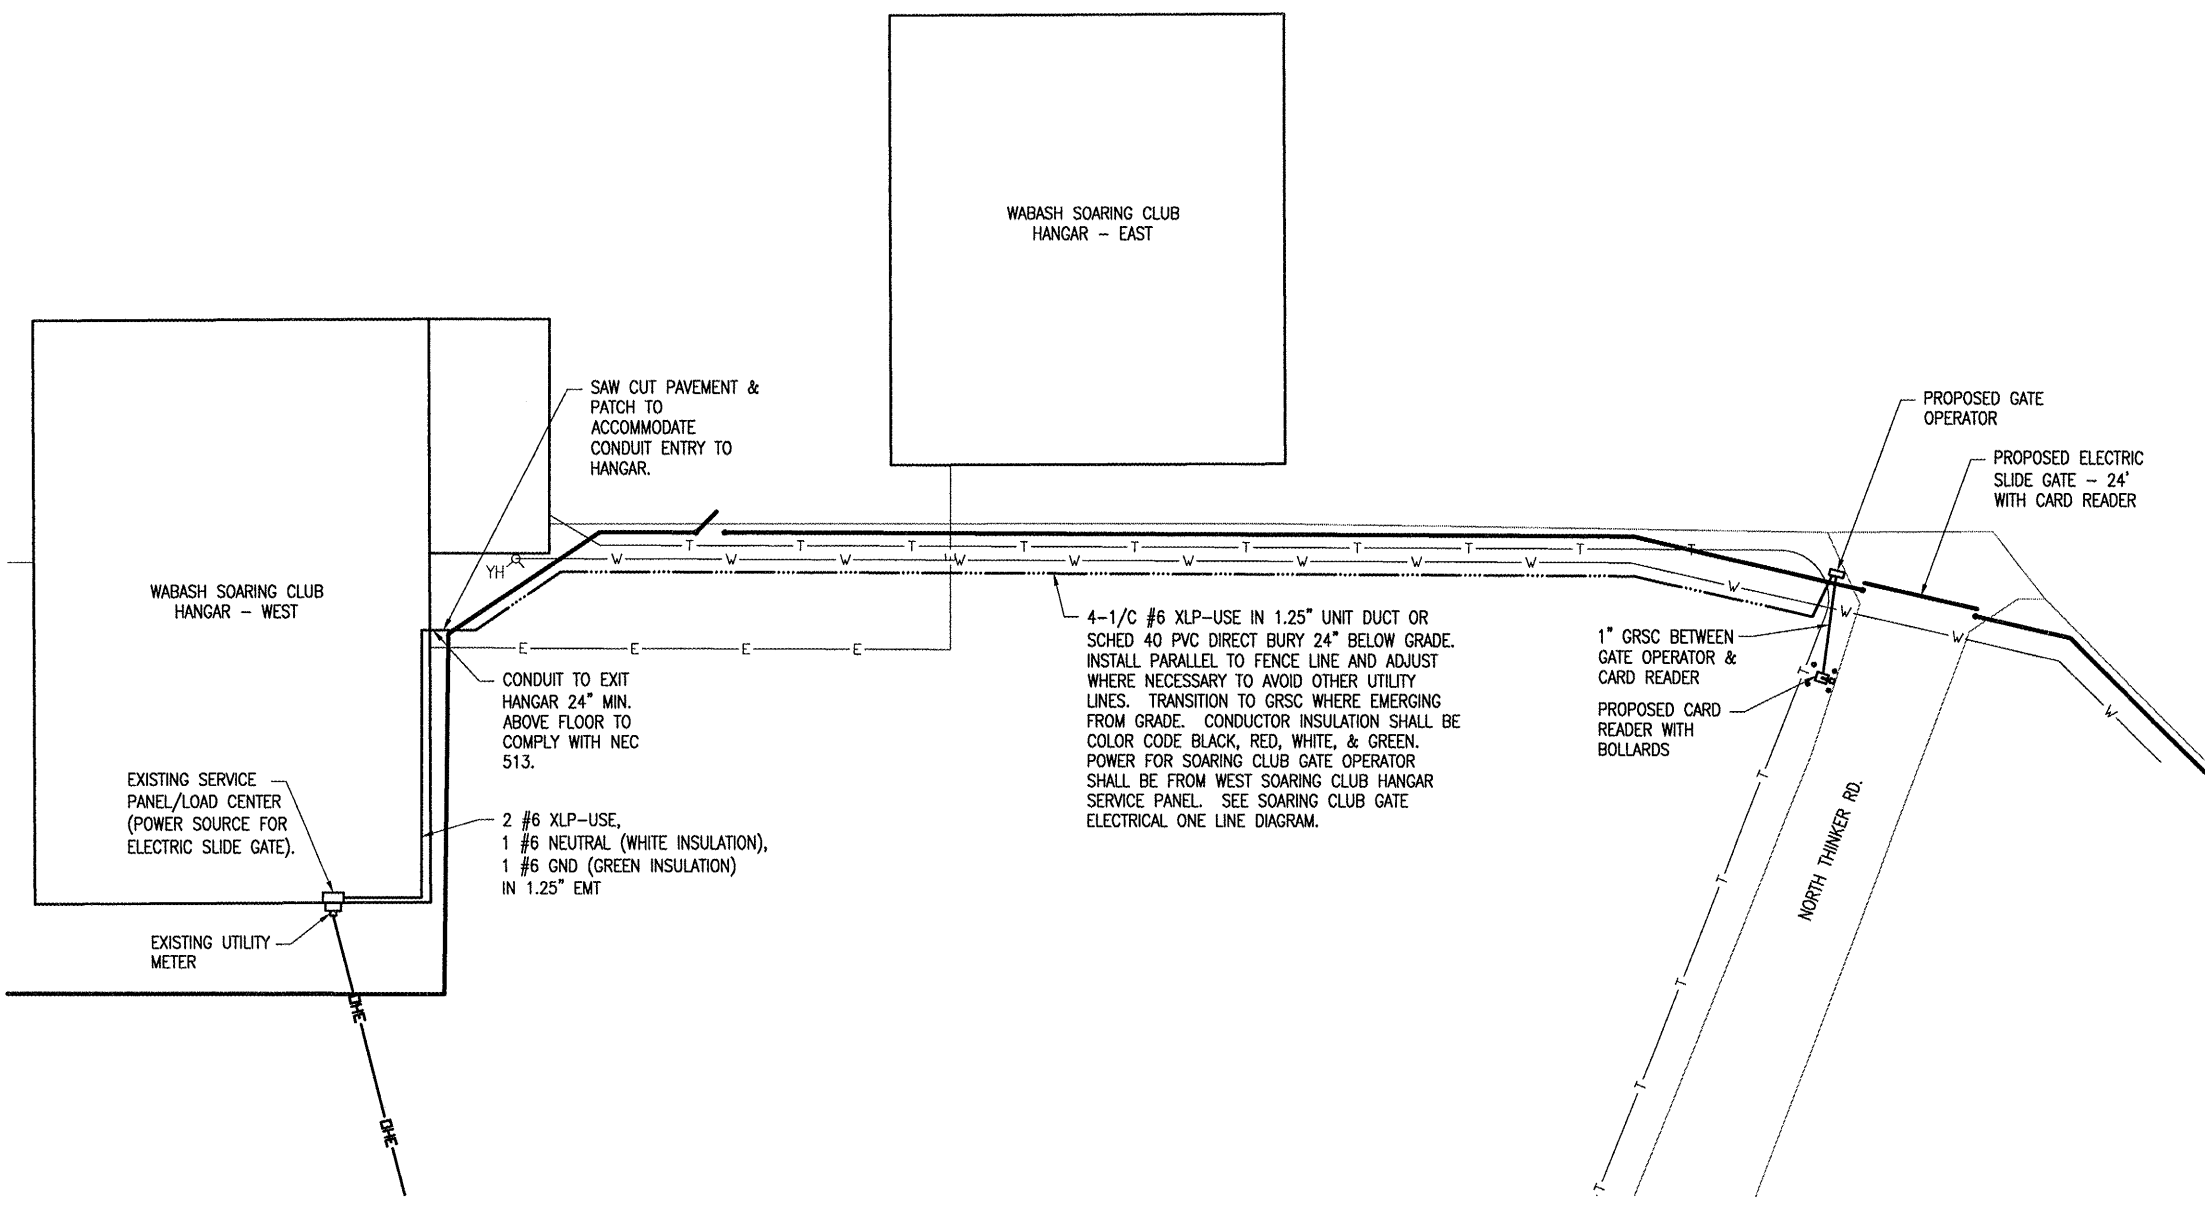 WABASH SOARING CLUB
HANGAR - EAST
SAW CUT PAVEMENT &
PATCH TO
ACCOMMODATE
CONDUIT ENTRY TO
HANGAR.
PROPOSED GATE
OPERATOR
PROPOSED ELECTRIC
SLIDE GATE - 24'
WITH CARD READER
YH
T T T T T T T T T T
W W W W W W W W W W W W W
WABASH SOARING CLUB
HANGAR - WEST
E E E E
4-1/C #6 XLP-USE IN 1.25" UNIT DUCT OR
SCHED 40 PVC DIRECT BURY 24" BELOW GRADE.
INSTALL PARALLEL TO FENCE LINE AND ADJUST
WHERE NECESSARY TO AVOID OTHER UTILITY
LINES. TRANSITION TO GRSC WHERE EMERGING
FROM GRADE. CONDUCTOR INSULATION SHALL BE
COLOR CODE BLACK, RED, WHITE, & GREEN.
POWER FOR SOARING CLUB GATE OPERATOR
SHALL BE FROM WEST SOARING CLUB HANGAR
SERVICE PANEL. SEE SOARING CLUB GATE
ELECTRICAL ONE LINE DIAGRAM.
1" GRSC BETWEEN
GATE OPERATOR &
CARD READER
PROPOSED CARD
READER WITH
BOLLARDS
CONDUIT TO EXIT
HANGAR 24" MIN.
ABOVE FLOOR TO
COMPLY WITH NEC
513.
EXISTING SERVICE
PANEL/LOAD CENTER
(POWER SOURCE FOR
ELECTRIC SLIDE GATE).
2 #6 XLP-USE,
1 #6 NEUTRAL (WHITE INSULATION),
1 #6 GND (GREEN INSULATION)
IN 1.25" EMT
NORTH THINKER RD.
T T T T T T
EXISTING UTILITY
METER
OHE
OHE